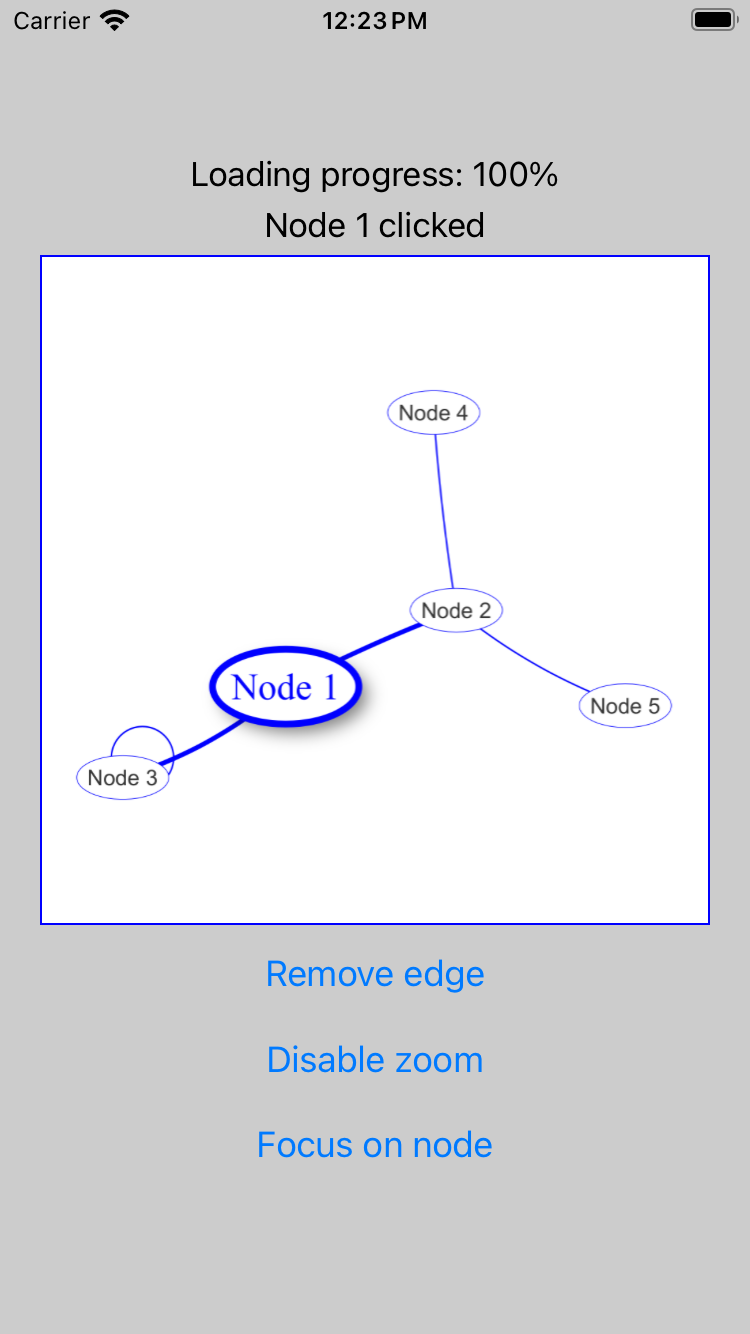 Carrier 12:23 PM
Loading progress: 100%
Node 1 clicked
Node 4
Node 2
Node 1
Node 5
Node 3
Remove edge
Disable zoom
Focus on node